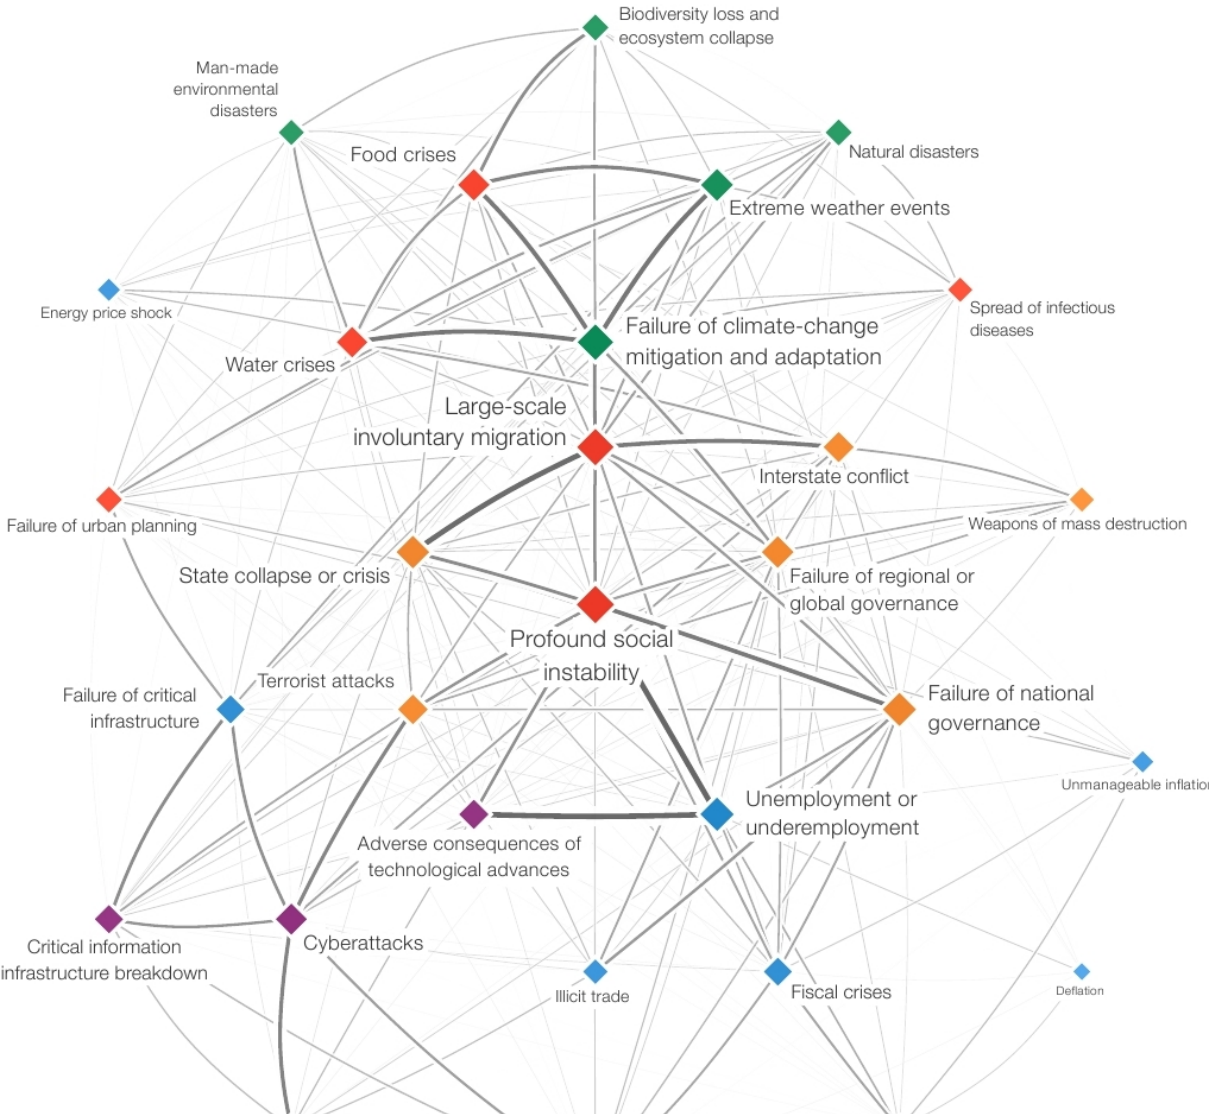 Biodiversity loss and
ecosystem collapse
Man-made
environmental
disasters
Food crises
Natural disasters
Extreme weather events
Energy price shock
Spread of infectious
diseases
Failure of climate-change
mitigation and adaptation
Water crises
Large-scale
involuntary migration
Interstate conflict
Failure of urban planning
Weapons of mass destruction
State collapse or crisis
Failure of regional or
global governance
Profound social
instability
Terrorist attacks
Failure of critical
infrastructure
Failure of national
governance
Unmanageable inflation
Unemployment or
underemployment
Adverse consequences of
technological advances
Critical information
infrastructure breakdown
Cyberattacks
Illicit trade
Fiscal crises
Deflation